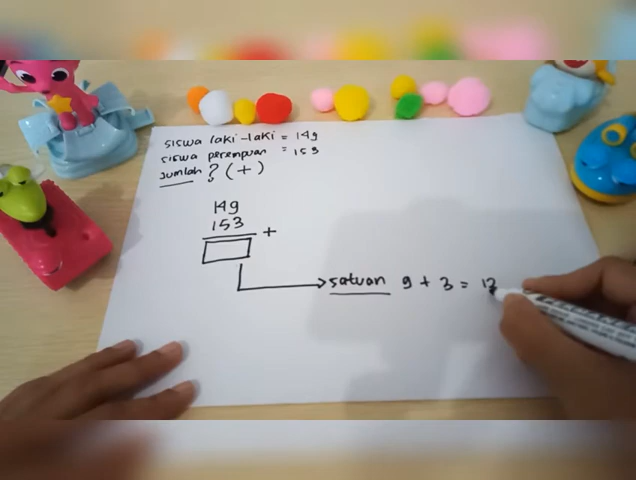 siswa laki-laki = 149
siswa perempuan = 153
Jumlah ? (+)
149
153
+
satuan 9 + 3 = 12